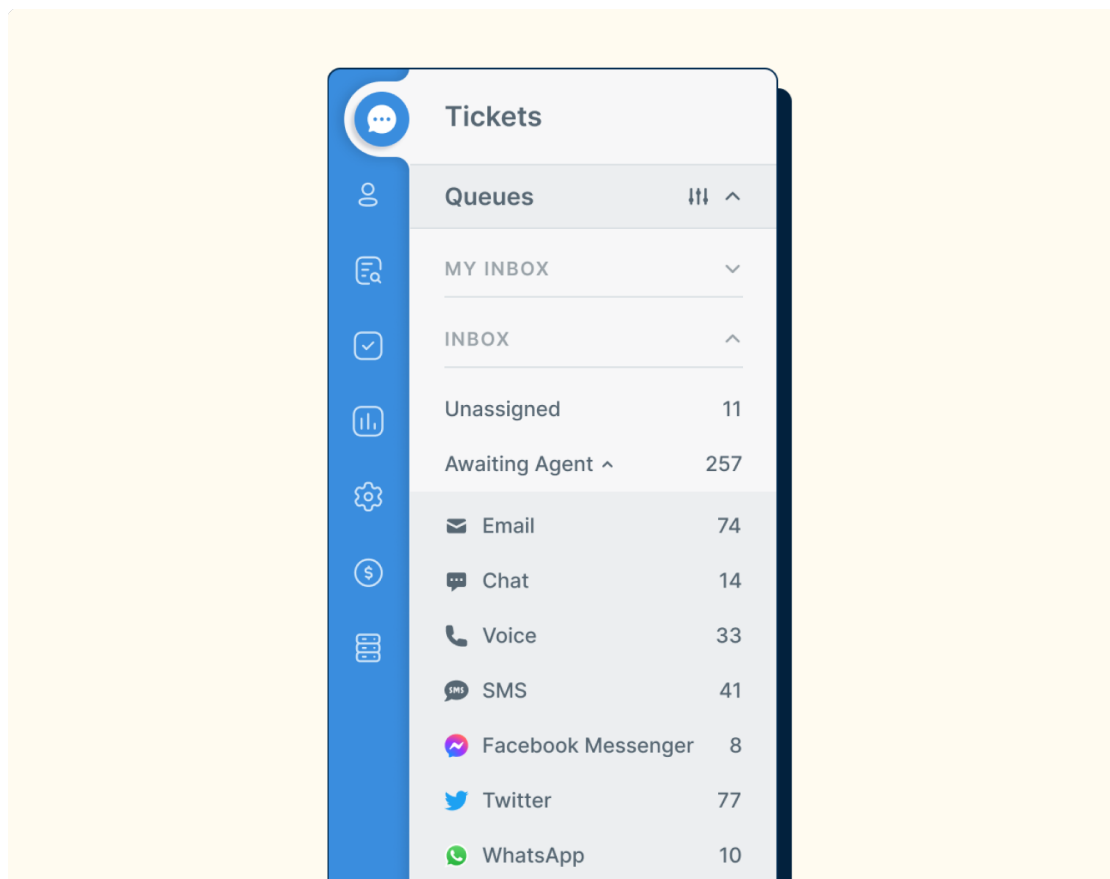 Tickets
Queues
MY INBOX
INBOX
Unassigned 11
Awaiting Agent 257
Email 74
Chat 14
Voice 33
SMS SMS 41
Facebook Messenger 8
Twitter 77
WhatsApp 10